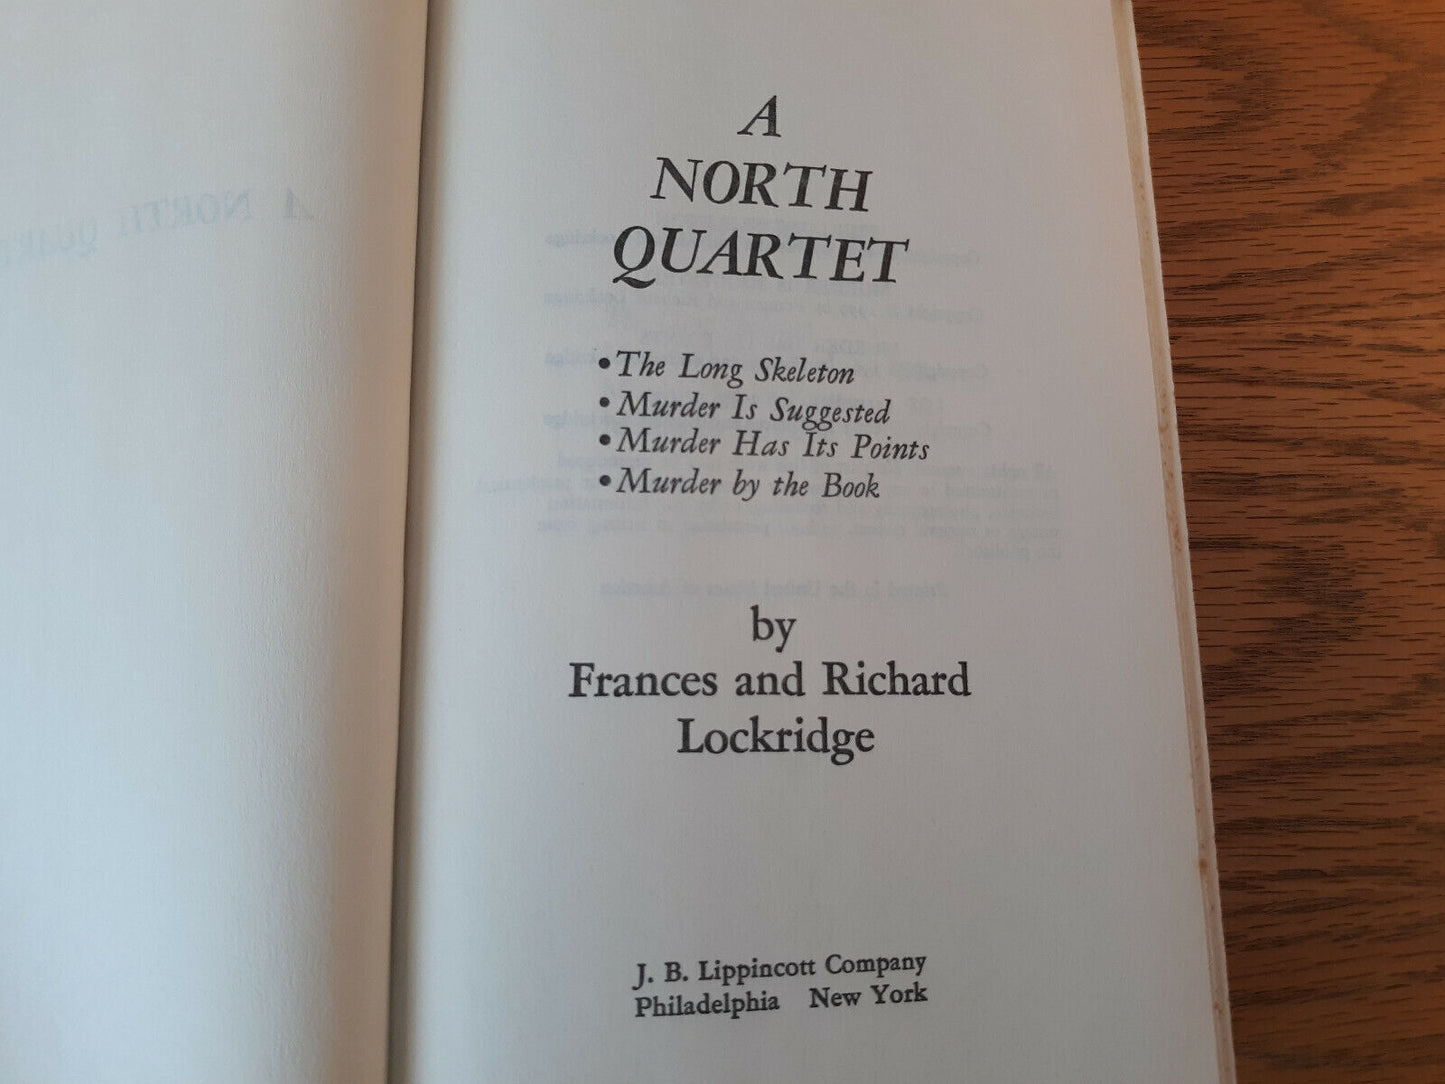 A
NORTH
QUARTET
•The Long Skeleton
•Murder Is Suggested
•Murder Has Its Points
•Murder by the Book
by
Frances and Richard
Lockridge
J. B. Lippincott Company
Philadelphia New York